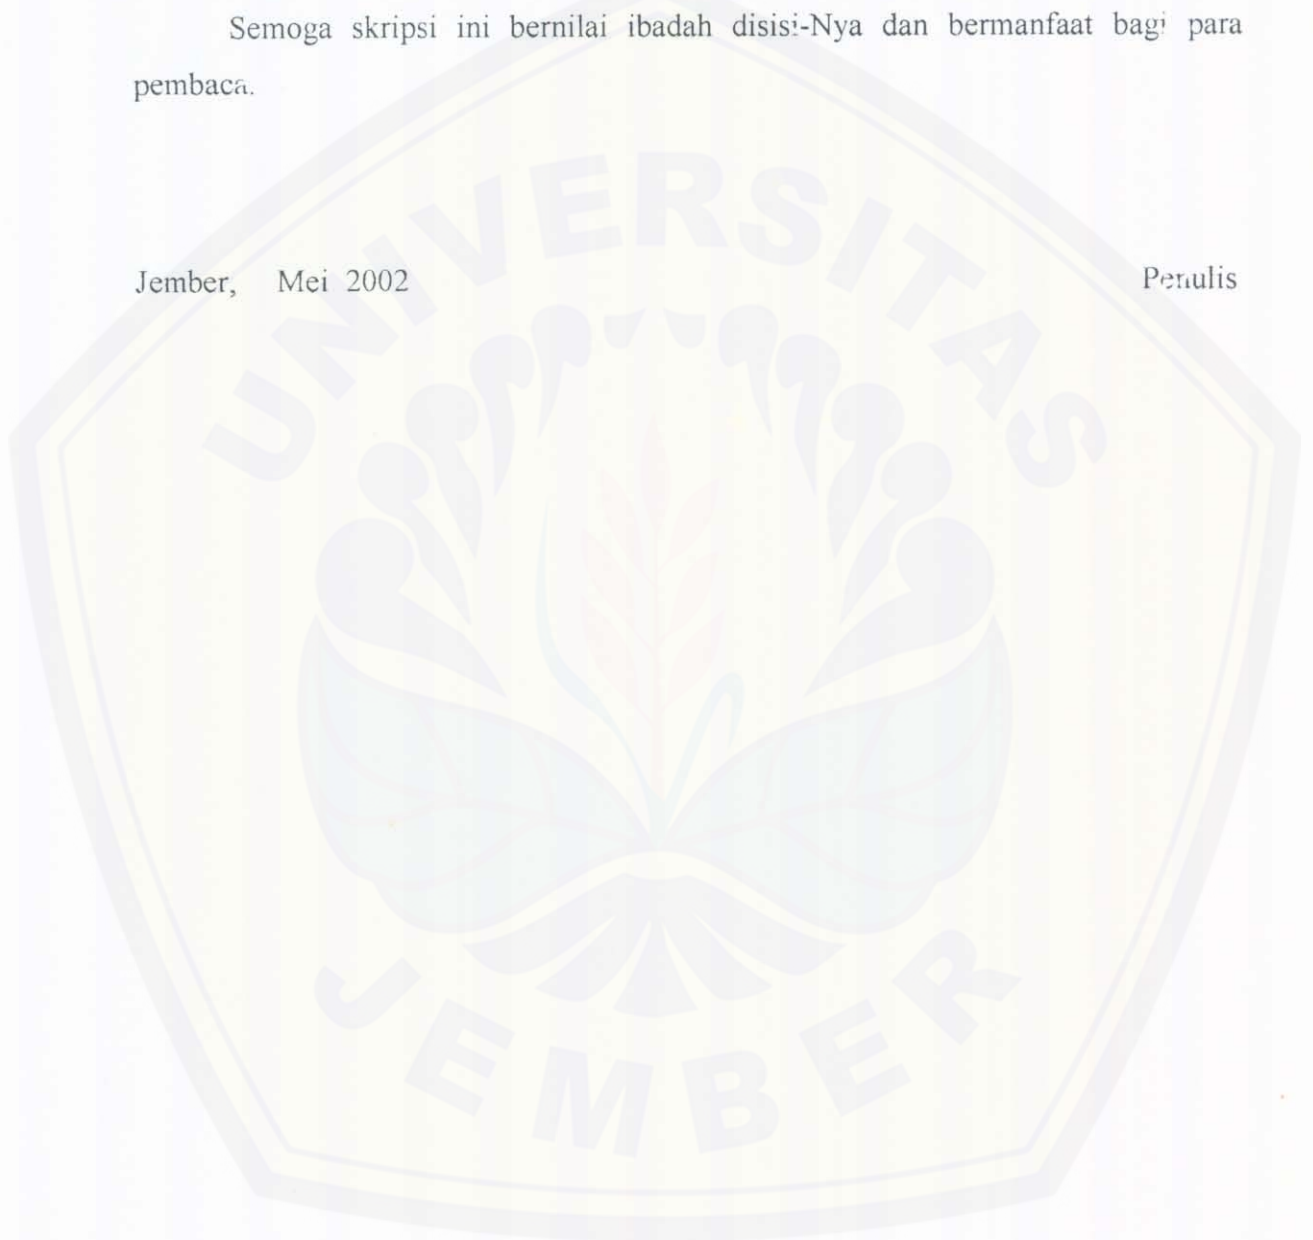 Semoga skripsi ini bernilai ibadah disisi-Nya dan bermanfaat bagi para
pembaca.
Jember, Mei 2002 Penulis
UNIVERSITAS
JEMBER